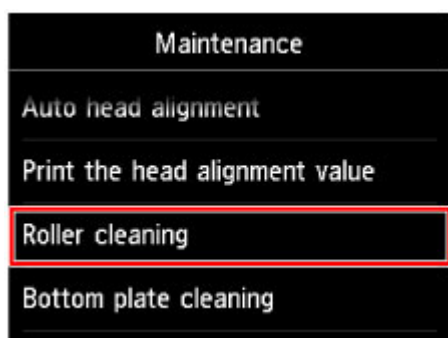 Maintenance
Auto head alignment
Print the head alignment value
Roller cleaning
Bottom plate cleaning